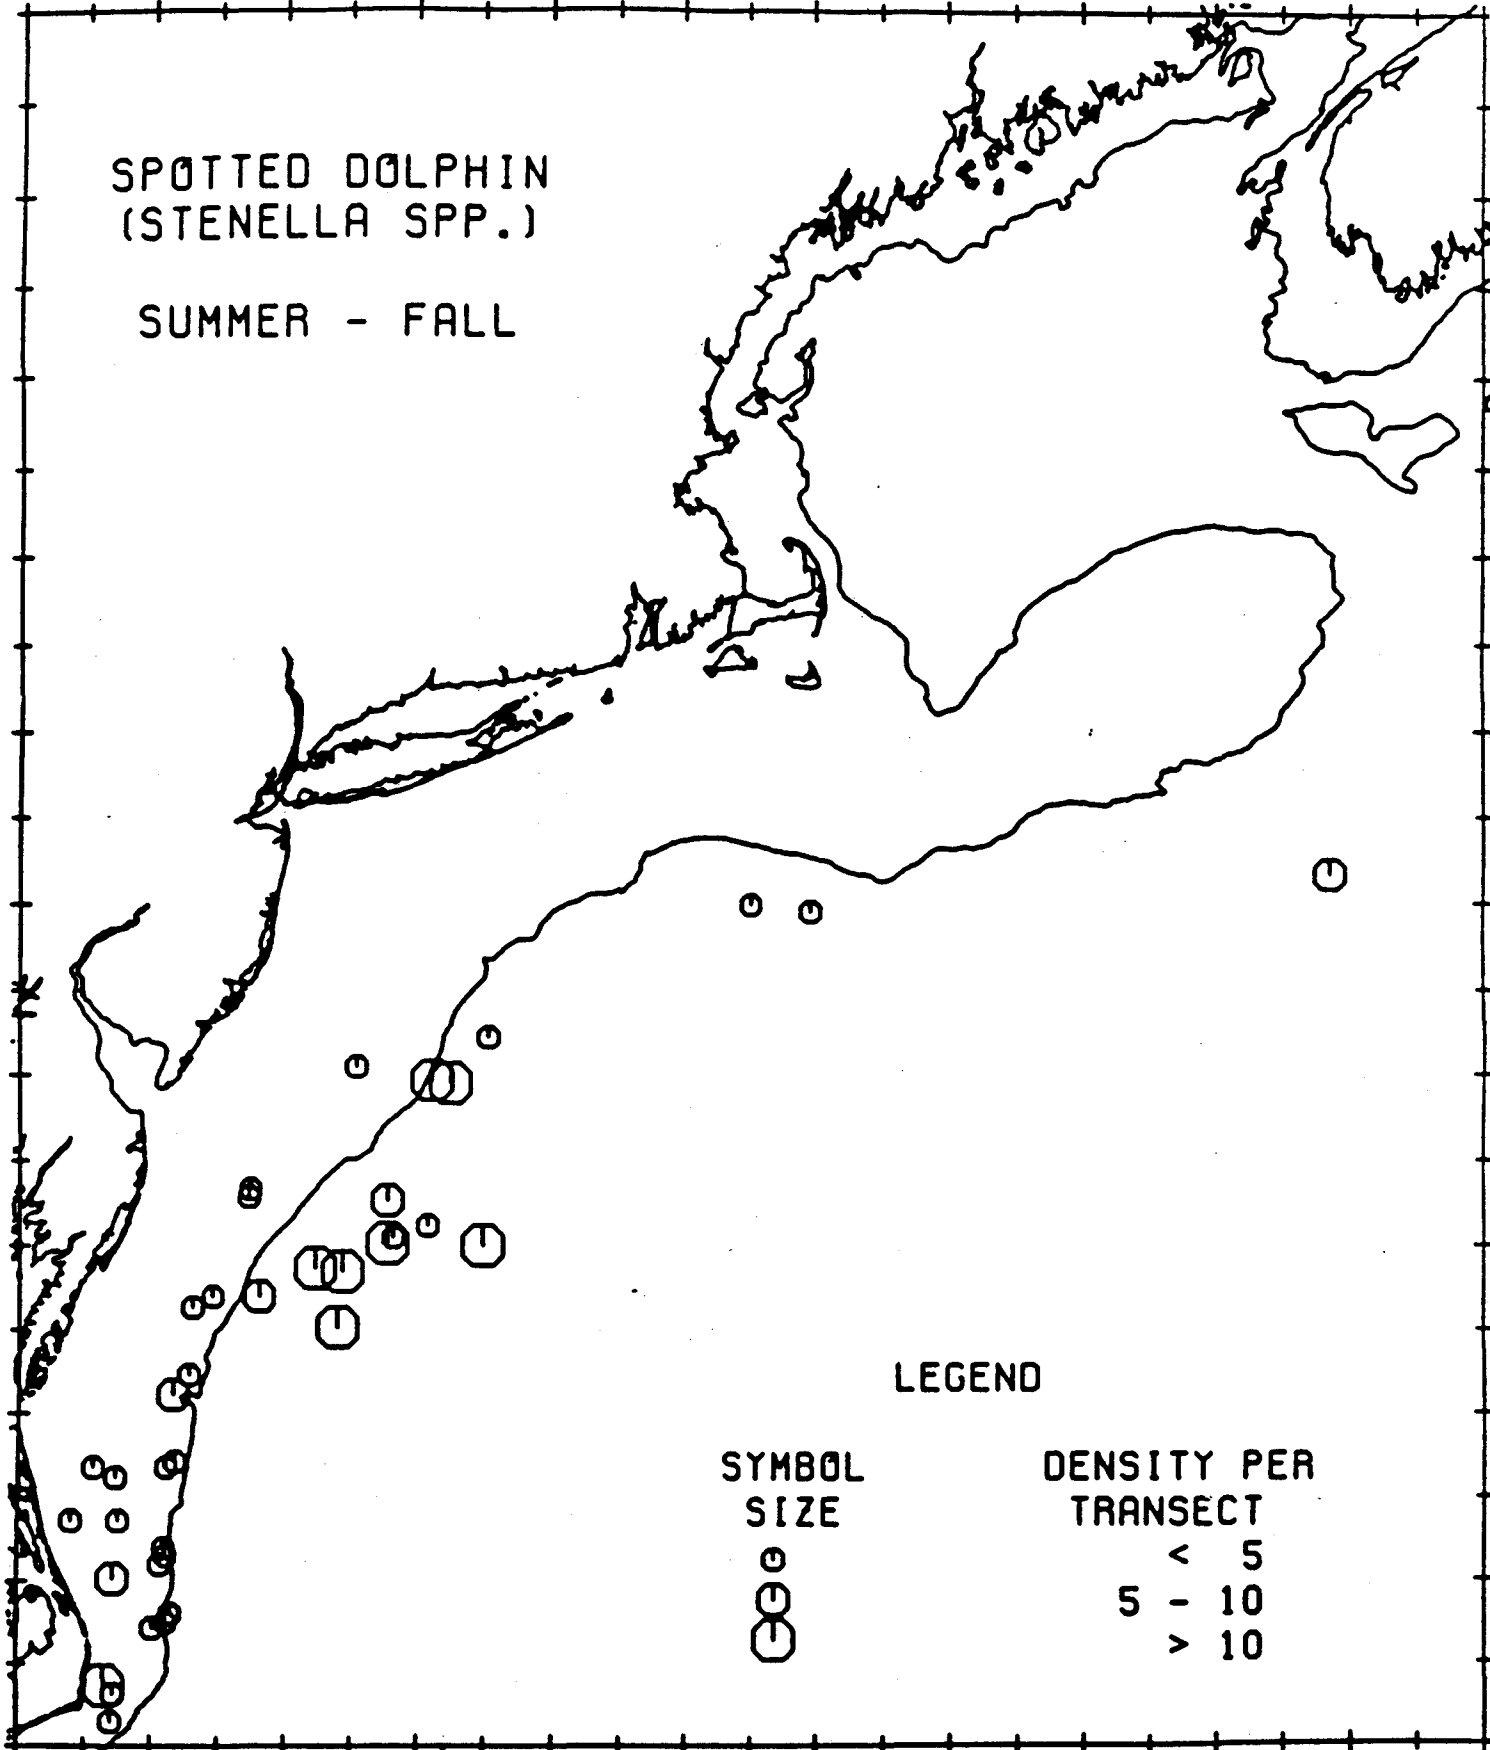 SPOTTED DOLPHIN
(STENELLA SPP.)
SUMMER - FALL
LEGEND
SYMBOL SIZE
DENSITY PER TRANSECT
< 5
5 - 10
> 10